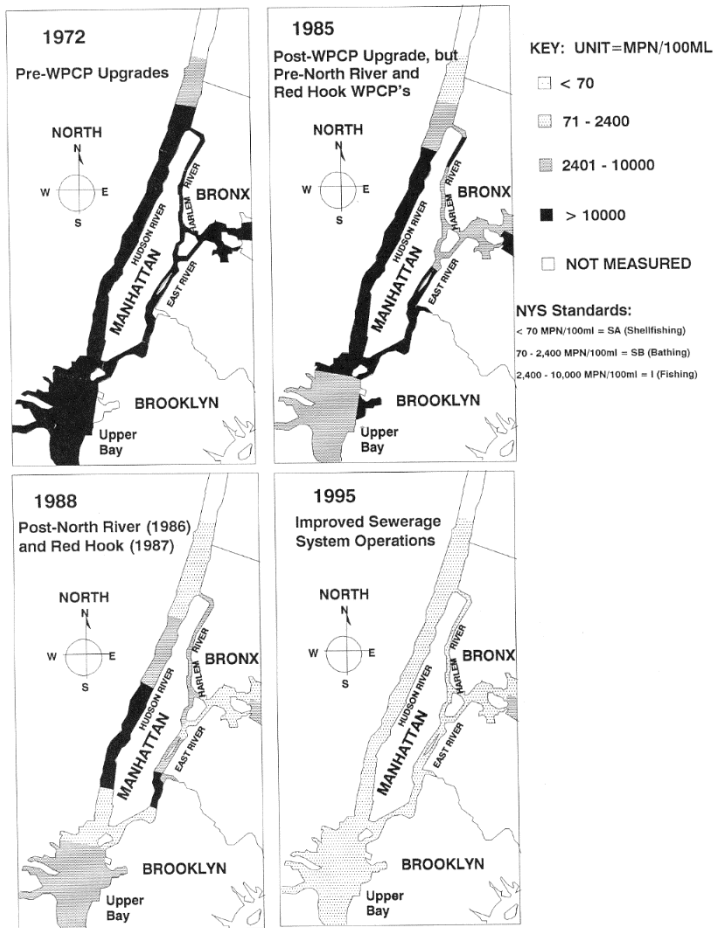 1972
Pre-WPCP Upgrades
NORTH
N
W
E
S
HUDSON RIVER
MANHATTAN
HARLEM
RIVER
BRONX
EAST RIVER
BROOKLYN
Upper
Bay
1985
Post-WPCP Upgrade, but
Pre-North River and
Red Hook WPCP's
NORTH
N
W
E
S
HUDSON RIVER
MANHATTAN
HARLEM
RIVER
BRONX
EAST RIVER
BROOKLYN
Upper
Bay
KEY: UNIT=MPN/100ML
< 70
71 - 2400
2401 - 10000
> 10000
NOT MEASURED
NYS Standards:
< 70 MPN/100ml = SA (Shellfishing)
70 - 2,400 MPN/100ml = SB (Bathing)
2,400 - 10,000 MPN/100ml = I (Fishing)
1988
Post-North River (1986)
and Red Hook (1987)
NORTH
N
W
E
S
HUDSON RIVER
MANHATTAN
HARLEM
RIVER
BRONX
EAST RIVER
BROOKLYN
Upper
Bay
1995
Improved Sewerage
System Operations
NORTH
N
W
E
S
HUDSON RIVER
MANHATTAN
HARLEM
RIVER
BRONX
EAST RIVER
BROOKLYN
Upper
Bay